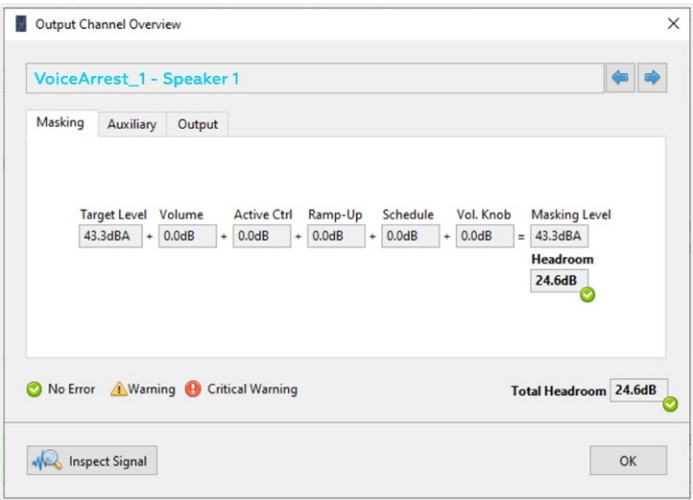 Output Channel Overview
VoiceArrest_1 - Speaker 1
Masking Auxiliary Output
Target Level Volume Active Ctrl Ramp-Up Schedule Vol. Knob Masking Level
43.3dBA + 0.0dB + 0.0dB + 0.0dB + 0.0dB + 0.0dB = 43.3dBA
Headroom
24.6dB
No Error Warning Critical Warning Total Headroom 24.6dB
Inspect Signal OK